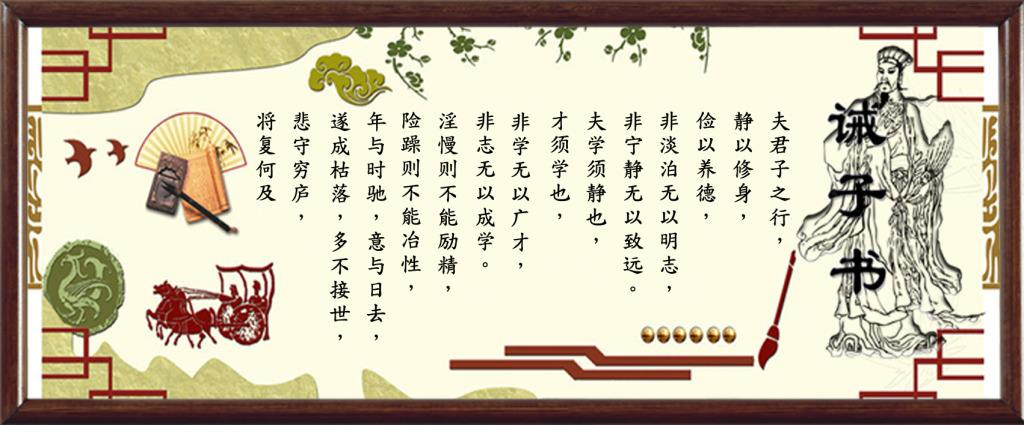 诫子书
夫君子之行，
静以修身，
俭以养德，
非淡泊无以明志，
非宁静无以致远。
夫学须静也，
才须学也，
非学无以广才，
非志无以成学。
淫慢则不能励精，
险躁则不能冶性，
年与时驰，意与日去，
遂成枯落，多不接世，
悲守穷庐，
将复何及